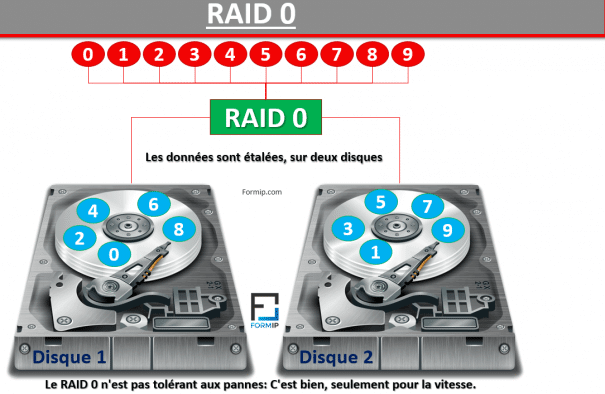 RAID 0
0 1 2 3 4 5 6 7 8 9
RAID 0
Les données sont étalées, sur deux disques
Formip.com
4 6 2 8 0
5 7 3 9 1
FORMIP
Disque 1
Disque 2
Le RAID 0 n'est pas tolérant aux pannes: C'est bien, seulement pour la vitesse.